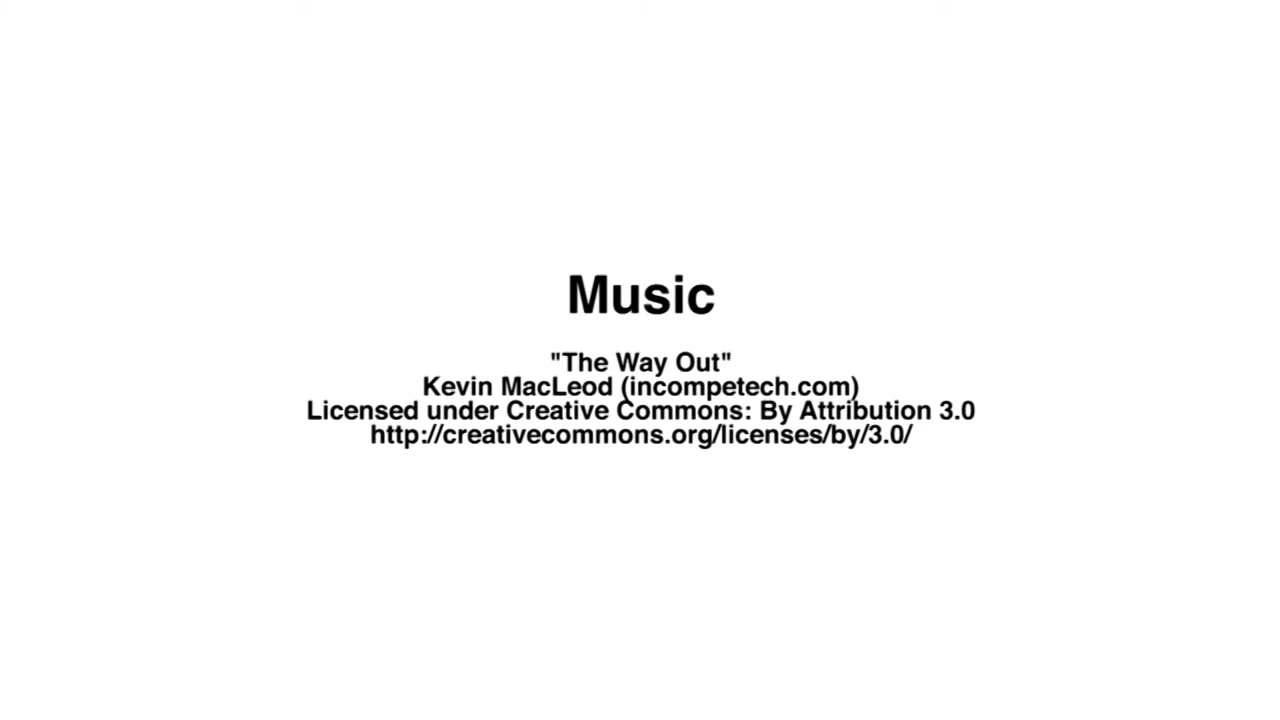 Music
"The Way Out"
Kevin MacLeod (incompetech.com)
Licensed under Creative Commons: By Attribution 3.0
http://creativecommons.org/licenses/by/3.0/